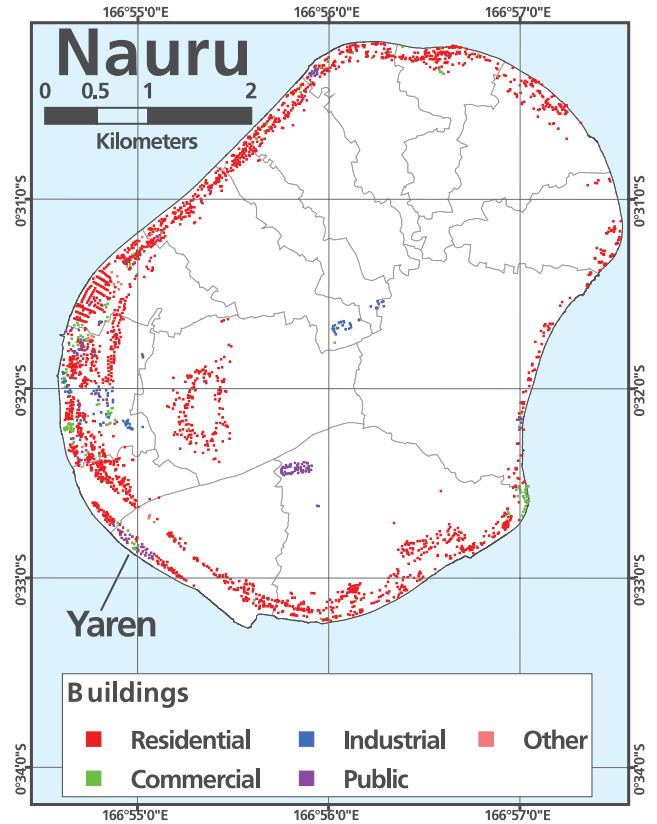 166°55'0"E 166°56'0"E 166°57'0"E
Nauru
0 0.5 1 2
Kilometers
0°31'0"S 0°31'0"S
0°32'0"S 0°32'0"S
0°33'0"S 0°33'0"S
Yaren
Buildings
Residential Industrial Other
Commercial Public
0°34'0"S 0°34'0"S
166°55'0"E 166°56'0"E 166°57'0"E